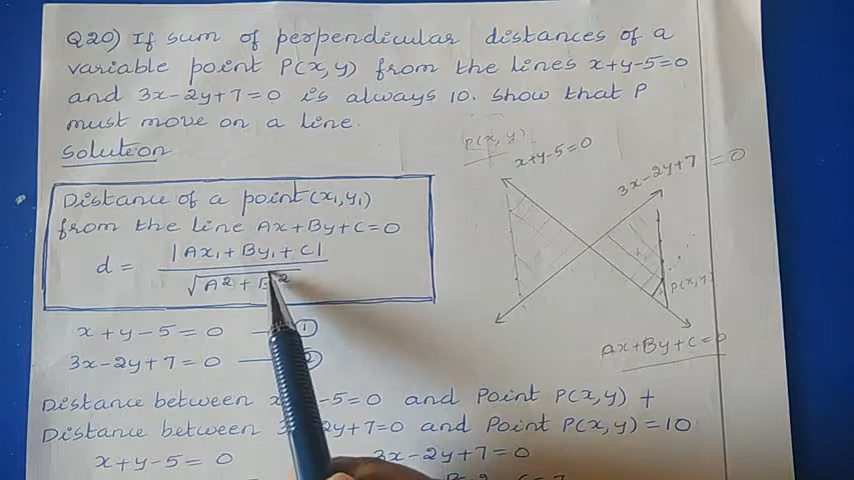 Q20) If sum of perpendicular distances of a
variable point P(x,y) from the lines x+y-5=0
and 3x-2y+7=0 is always 10. Show that P
must move on a line.
Solution
P(x, y)
x+y-5=0
3x-2y+7=0
Distance of a point (x₁,y₁)
from the line Ax+By+C=0
d = |Ax₁+By₁+C|
√A²+B²
P(x,y)
Ax+By+C=0
x+y-5=0 — ①
3x-2y+7=0 — ②
Distance between -5=0 and Point P(x,y) +
Distance between 3 2y+7=0 and Point P(x,y)=10
x+y-5=0
3x-2y+7=0